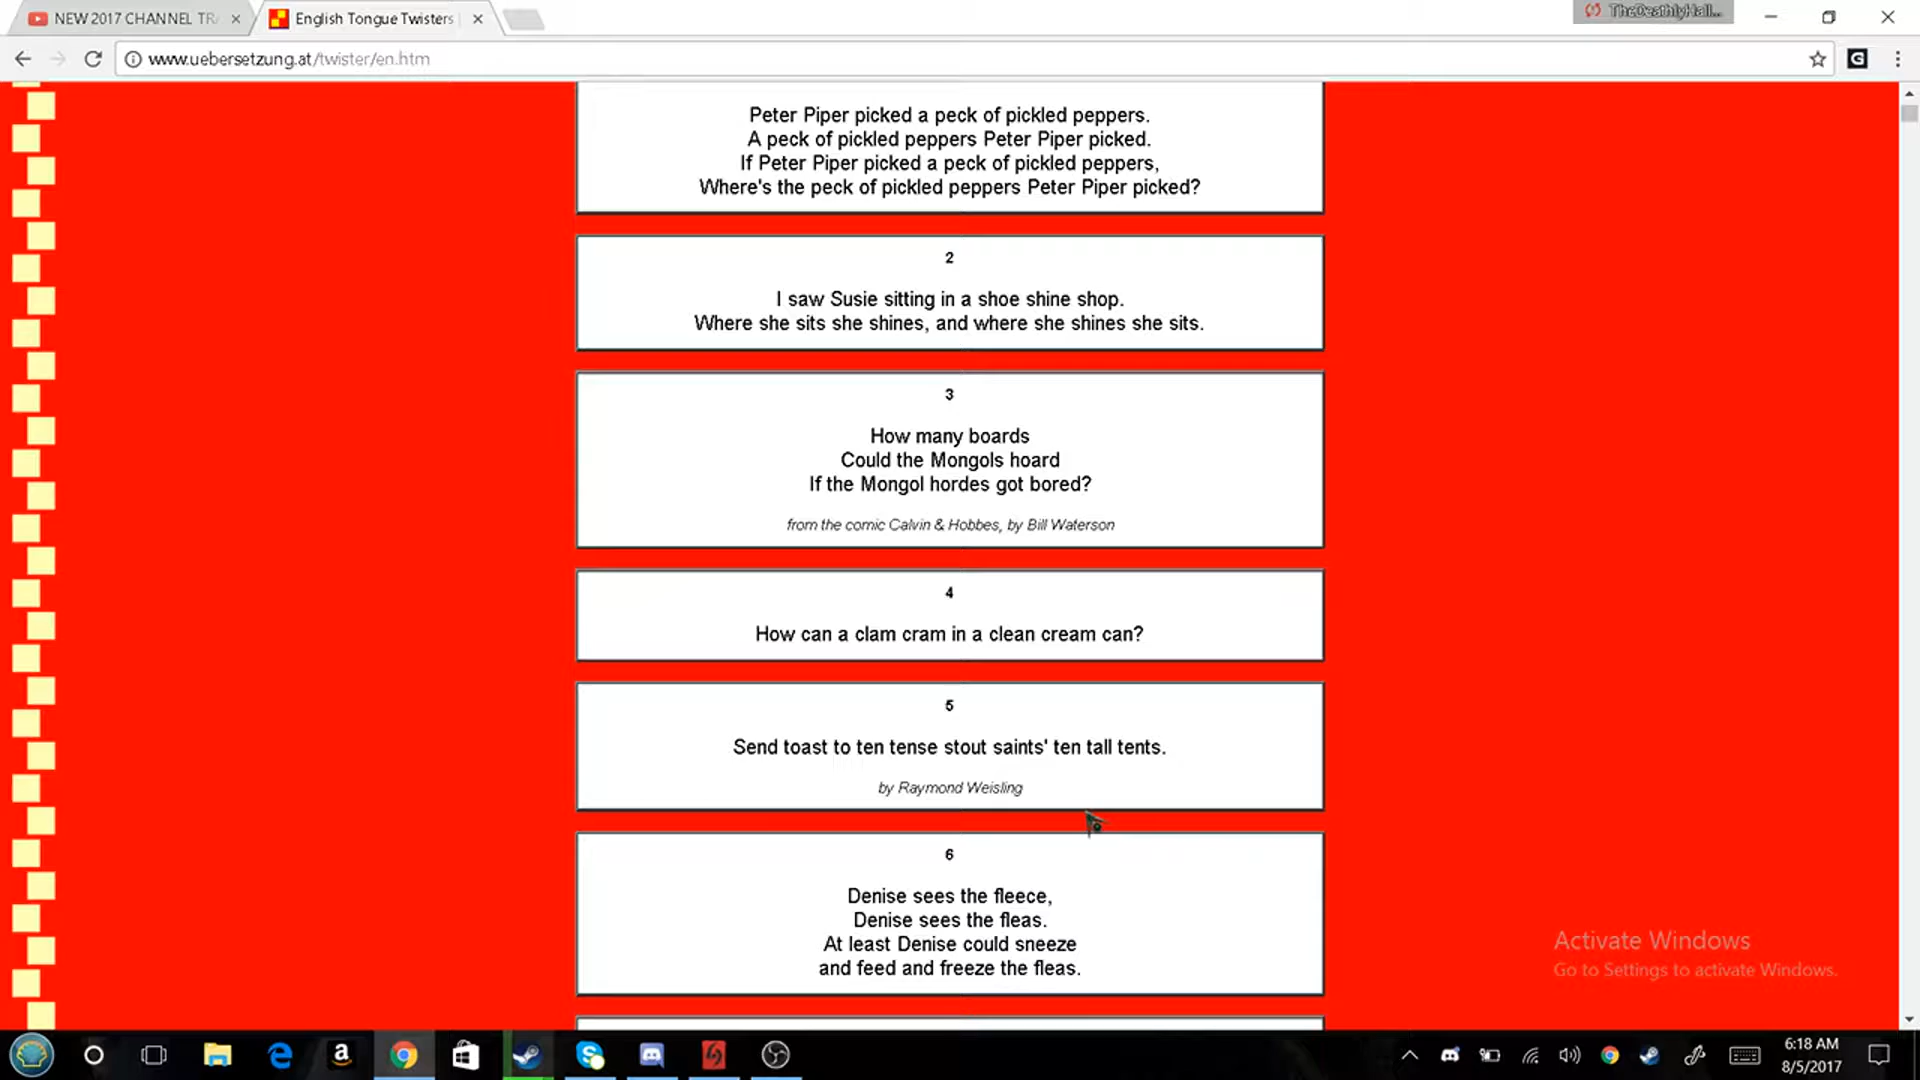 NEW 2017 CHANNEL TR
English Tongue Twisters
TheDeathlyHall...
www.uebersetzung.at/twister/en.htm
Peter Piper picked a peck of pickled peppers.
A peck of pickled peppers Peter Piper picked.
If Peter Piper picked a peck of pickled peppers,
Where's the peck of pickled peppers Peter Piper picked?
2
I saw Susie sitting in a shoe shine shop.
Where she sits she shines, and where she shines she sits.
3
How many boards
Could the Mongols hoard
If the Mongol hordes got bored?
from the comic Calvin & Hobbes, by Bill Waterson
4
How can a clam cram in a clean cream can?
5
Send toast to ten tense stout saints' ten tall tents.
by Raymond Weisling
6
Denise sees the fleece,
Denise sees the fleas.
At least Denise could sneeze
and feed and freeze the fleas.
Activate Windows
Go to Settings to activate Windows.
6:18 AM
8/5/2017